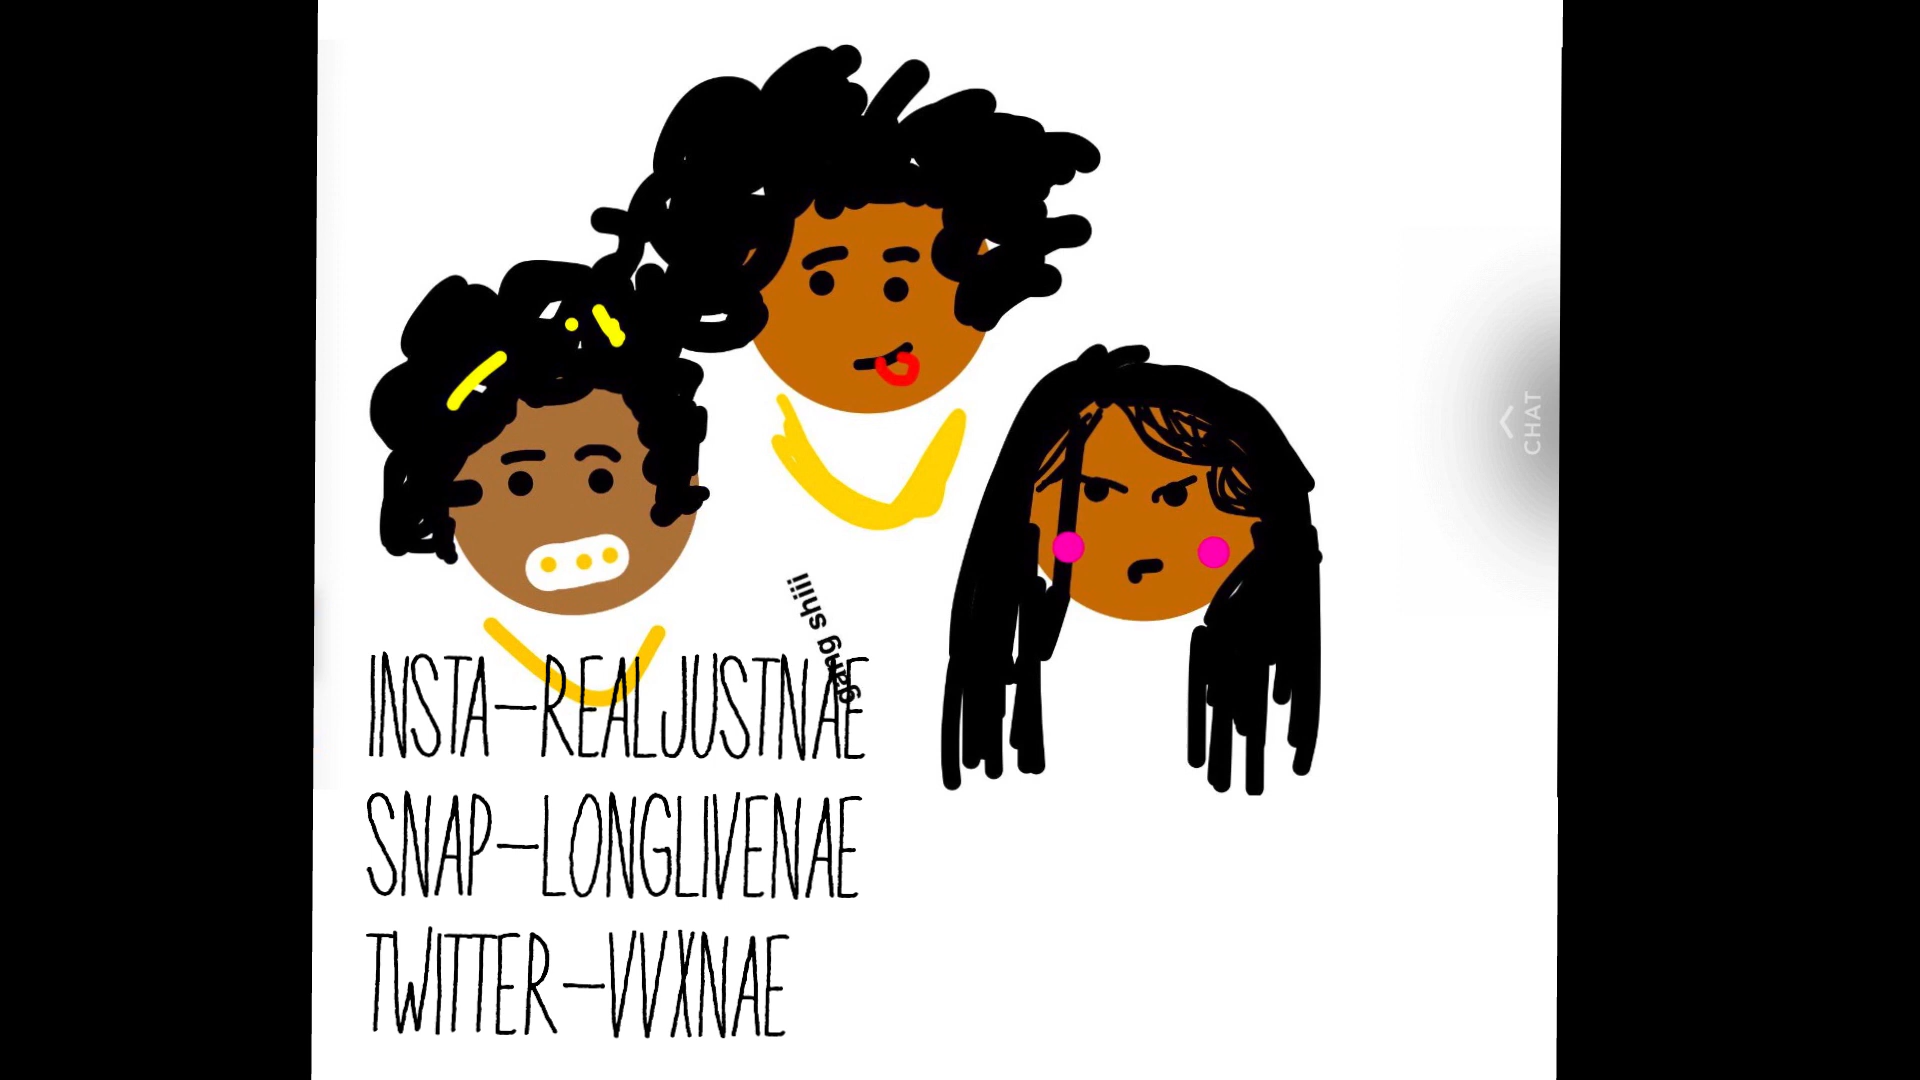 gang shiii
INSTA-REALJUSTNAE
SNAP-LONGLIVENAE
TWITTER-VVXNAE
CHAT